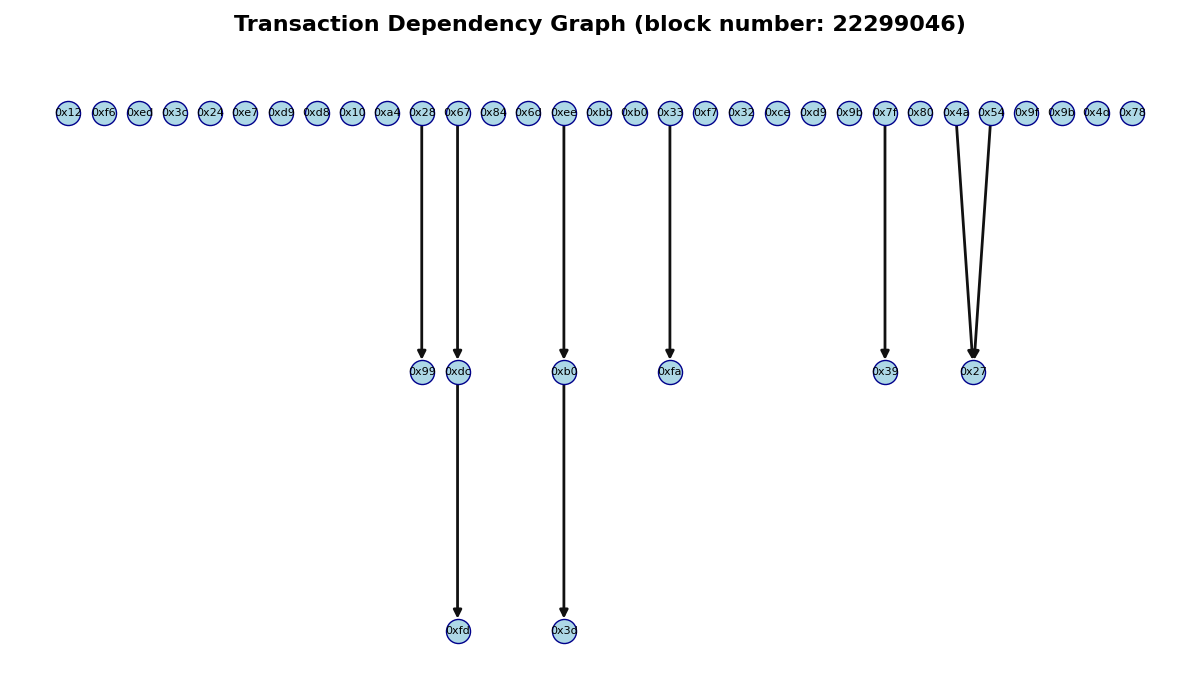 Transaction Dependency Graph (block number: 22299046)
0x12 0xf6 0xed 0x3c 0x24 0xe7 0xd9 0xd8 0x10 0xa4 0x28 0x67 0x84 0x6d 0xee 0xbb 0xb0 0x33 0xf7 0x32 0xce 0xd9 0x9b 0x7f 0x80 0x4a 0x54 0x9f 0x9b 0x4d 0x78
0x99 0xdc 0xb0 0xfa 0x39 0x27
0xfd 0x3d